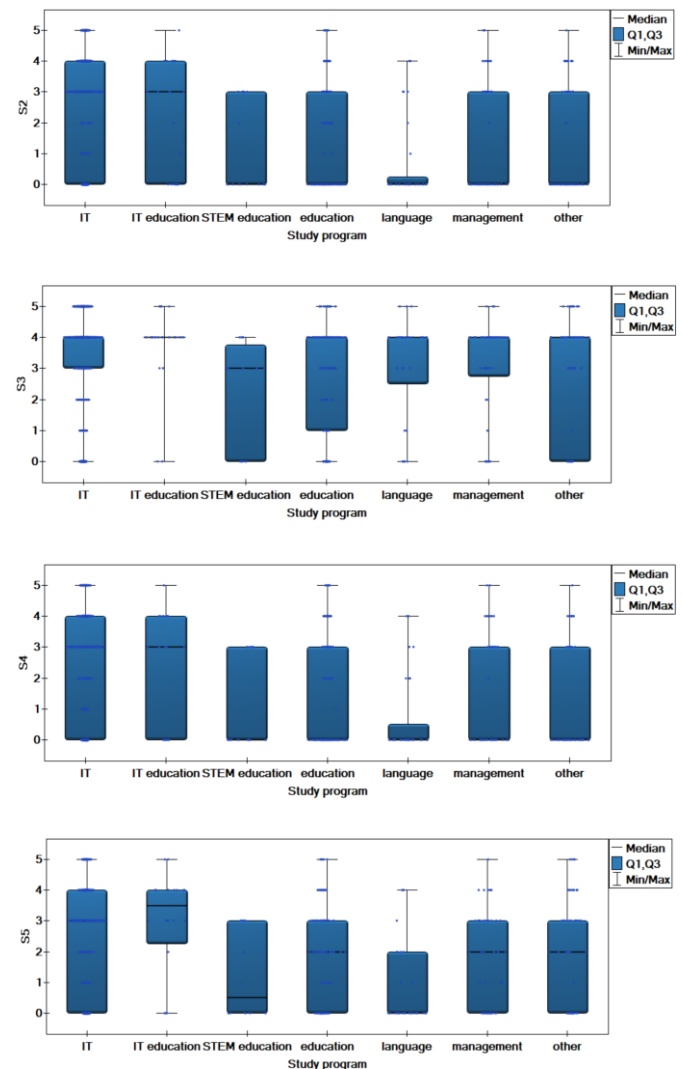 Median
Q1,Q3
Min/Max
5
4
3
2
1
0
S2
IT IT education STEM education education language management other
Study program
Median
Q1,Q3
Min/Max
5
4
3
2
1
0
S3
IT IT education STEM education education language management other
Study program
Median
Q1,Q3
Min/Max
5
4
3
2
1
0
S4
IT IT education STEM education education language management other
Study program
Median
Q1,Q3
Min/Max
5
4
3
2
1
0
S5
IT IT education STEM education education language management other
Study program